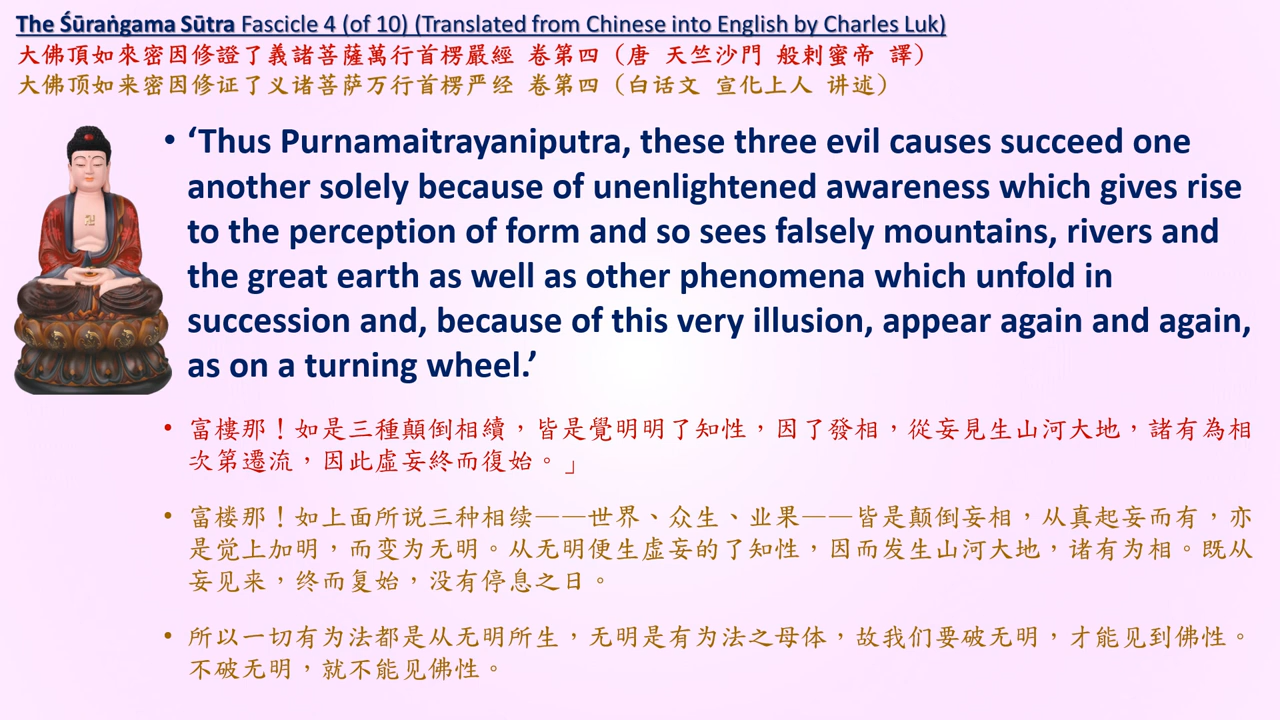 The Śūraṅgama Sūtra Fascicle 4 (of 10) (Translated from Chinese into English by Charles Luk)
大佛頂如來密因修證了義諸菩薩萬行首楞嚴經 卷第四（唐 天竺沙門 般剌蜜帝 譯）
大佛顶如来密因修证了义诸菩萨万行首楞严经 卷第四（白话文 宣化上人 讲述）
• ‘Thus Purnamaitrayaniputra, these three evil causes succeed one
another solely because of unenlightened awareness which gives rise
to the perception of form and so sees falsely mountains, rivers and
the great earth as well as other phenomena which unfold in
succession and, because of this very illusion, appear again and again,
as on a turning wheel.’
• 富樓那！如是三種顛倒相續，皆是覺明明了知性，因了發相，從妄見生山河大地，諸有為相
次第遷流，因此虛妄終而復始。」
• 富楼那！如上面所说三种相续——世界、众生、业果——皆是颠倒妄相，从真起妄而有，亦
是觉上加明，而变为无明。从无明便生虚妄的了知性，因而发生山河大地，诸有为相。既从
妄见来，终而复始，没有停息之日。
• 所以一切有为法都是从无明所生，无明是有为法之母体，故我们要破无明，才能见到佛性。
不破无明，就不能见佛性。